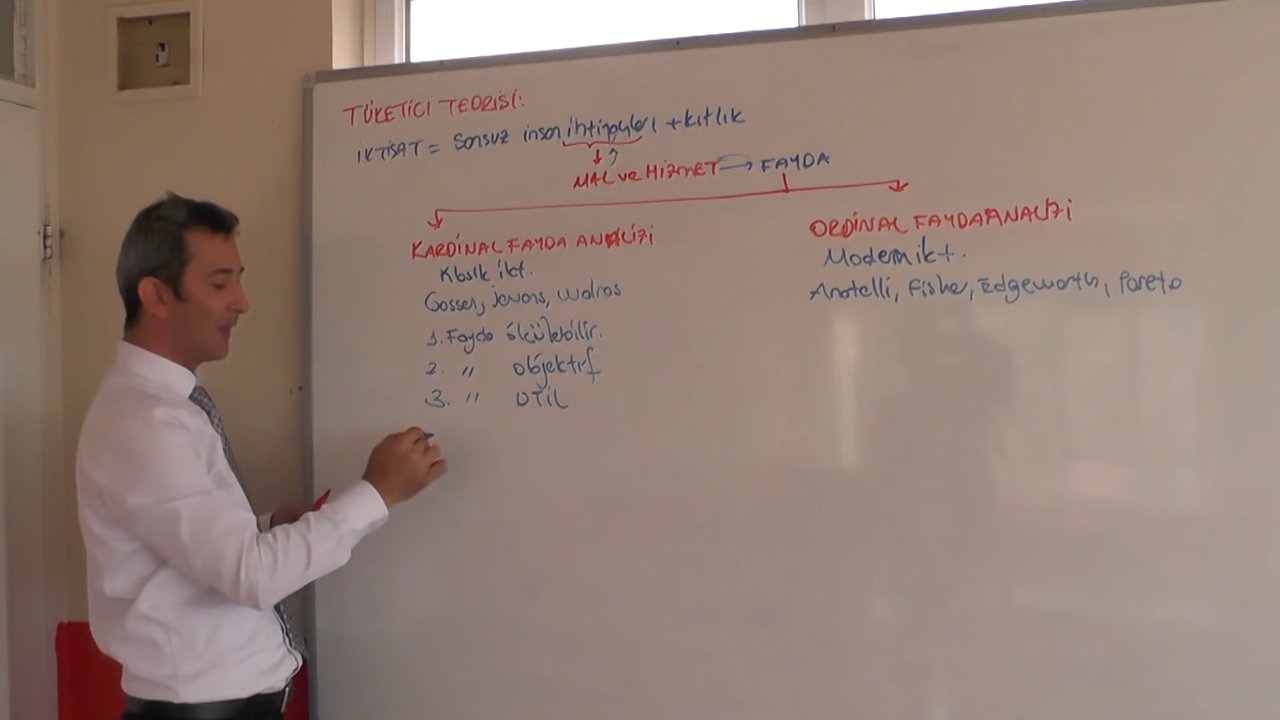 TÜKETİCİ TEORİSİ:
İKTİSAT = Sonsuz insan ihtiyaçları + kıtlık
MAL ve HİZMET → FAYDA
KARDİNAL FAYDA ANALİZİ
Klasik ikt.
Gossen, Jevons, Walras
1. Fayda ölçülebilir.
2. " objektif
3. " UTİL
ORDİNAL FAYDA ANALİZİ
Modern ikt.
Anotelli, Fisher, Edgeworth, Pareto